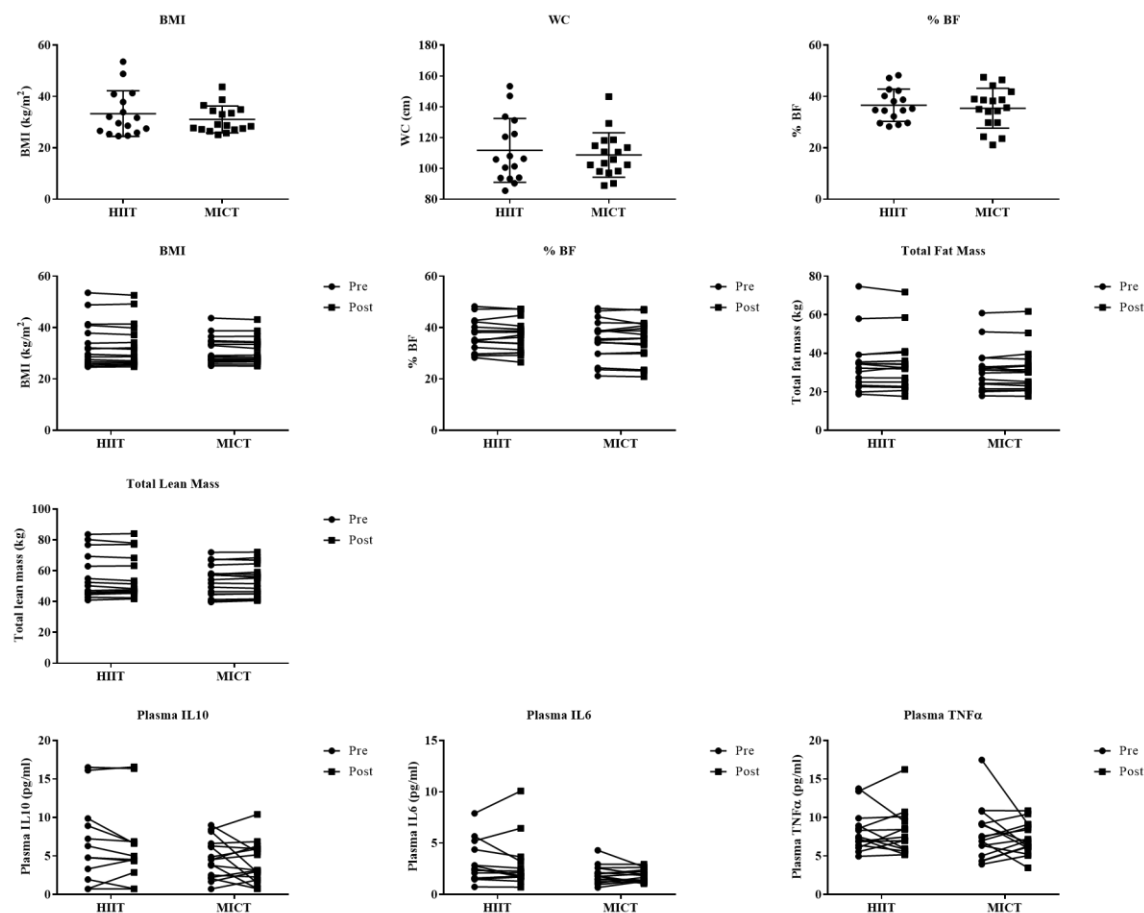 BMI
60
40
20
0
BMI (kg/m²)
HIIT MICT
WC
180
160
140
120
100
80
WC (cm)
HIIT MICT
% BF
60
40
20
0
% BF
HIIT MICT
BMI
60
40
20
0
BMI (kg/m²)
HIIT MICT
Pre
Post
% BF
60
40
20
0
% BF
HIIT MICT
Pre
Post
Total Fat Mass
80
60
40
20
0
Total fat mass (kg)
HIIT MICT
Pre
Post
Total Lean Mass
100
80
60
40
20
0
Total lean mass (kg)
HIIT MICT
Pre
Post
Plasma IL10
20
15
10
5
0
Plasma IL10 (pg/ml)
HIIT MICT
Pre
Post
Plasma IL6
15
10
5
0
Plasma IL6 (pg/ml)
HIIT MICT
Pre
Post
Plasma TNFα
20
15
10
5
0
Plasma TNFα (pg/ml)
HIIT MICT
Pre
Post